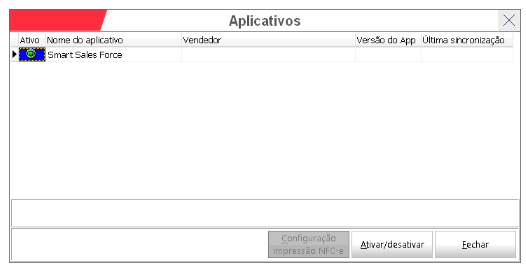 Aplicativos
Ativo Nome do aplicativo Vendedor Versão do App Última sincronização
Smart Sales Force
Configuração
impressão NFC-e
Ativar/desativar
Fechar